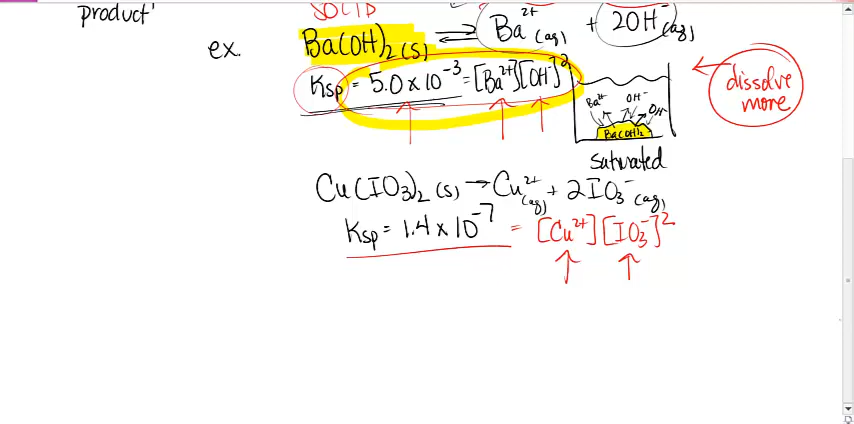 product'
SOLID
ex. Ba(OH)₂(s) ⇌ Ba²⁺(aq) + 2OH⁻(aq)
Ksp = 5.0 x 10⁻³ = [Ba²⁺][OH⁻]²
dissolve
more
Ba²⁺ OH⁻ OH⁻
Ba(OH)₂
saturated
Cu(IO₃)₂(s) → Cu²⁺(aq) + 2IO₃⁻(aq)
Ksp = 1.4 x 10⁻⁷ = [Cu²⁺][IO₃⁻]²